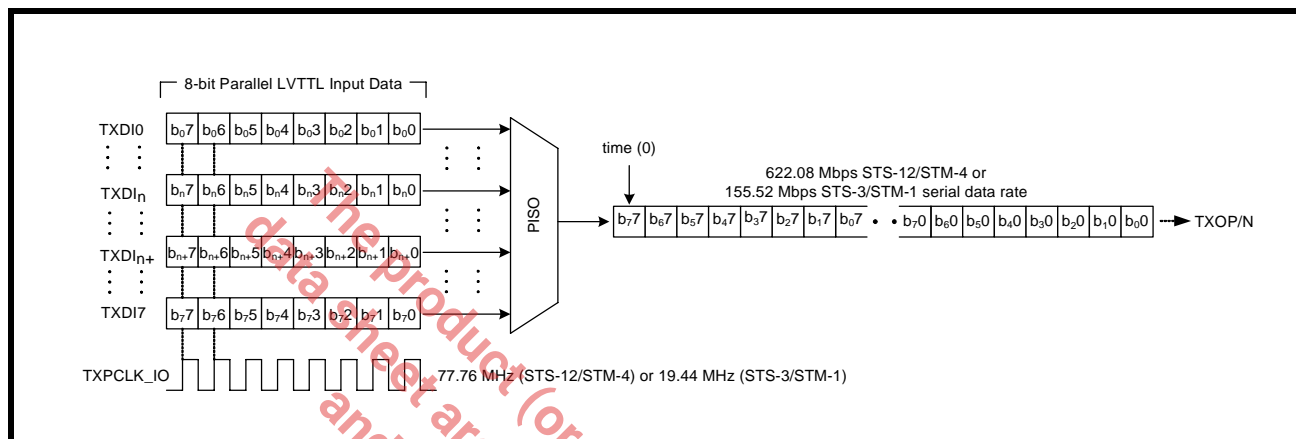 8-bit Parallel LVTTL Input Data
TXDI0 b07 b06 b05 b04 b03 b02 b01 b00
TXDIn bn7 bn6 bn5 bn4 bn3 bn2 bn1 bn0
TXDIn+ bn+7 bn+6 bn+5 bn+4 bn+3 bn+2 bn+1 bn+0
TXDI7 b77 b76 b75 b74 b73 b72 b71 b70
TXPCLK_IO 77.76 MHz (STS-12/STM-4) or 19.44 MHz (STS-3/STM-1)
PISO
time (0)
622.08 Mbps STS-12/STM-4 or
155.52 Mbps STS-3/STM-1 serial data rate
b77 b67 b57 b47 b37 b27 b17 b07 b70 b60 b50 b40 b30 b20 b10 b00 TXOP/N
The product (or
data sheet ar
and